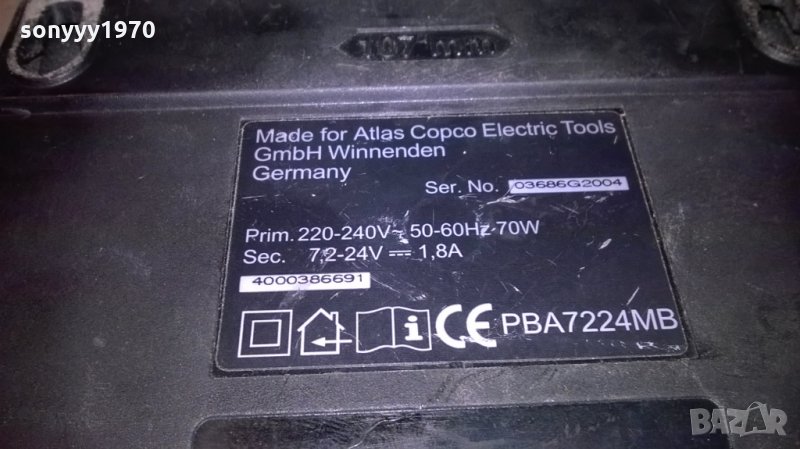 sonyyy1970
Made for Atlas Copco Electric Tools
GmbH Winnenden
Germany
Ser. No. 03686G2004
Prim. 220-240V~ 50-60Hz 70W
Sec. 7,2-24V 1,8A
4000386691
i CE PBA7224MB
BAZAR